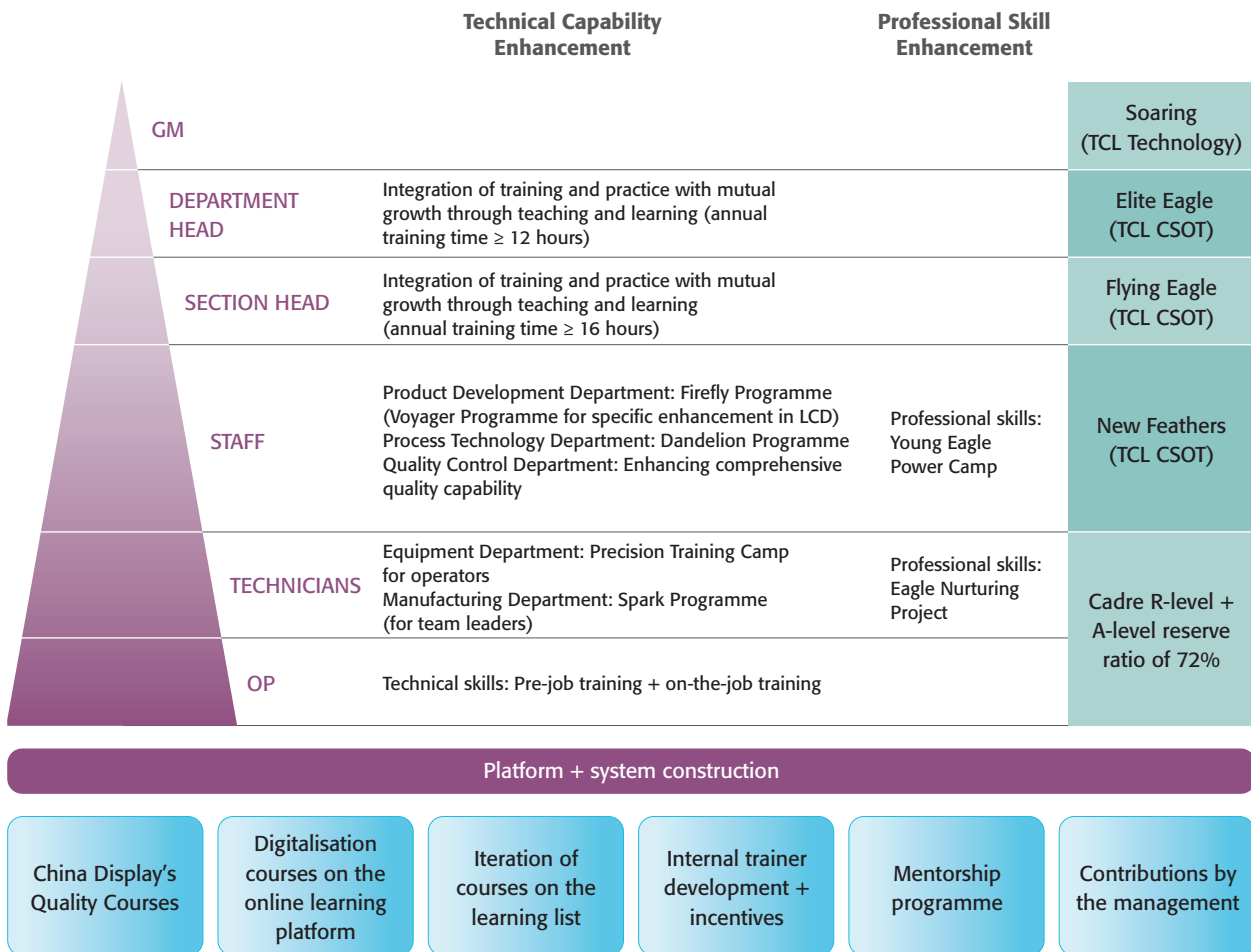 Technical Capability
Enhancement
Professional Skill
Enhancement
GM
Soaring
(TCL Technology)
DEPARTMENT
HEAD
Integration of training and practice with mutual
growth through teaching and learning (annual
training time ≥ 12 hours)
Elite Eagle
(TCL CSOT)
SECTION HEAD
Integration of training and practice with mutual
growth through teaching and learning
(annual training time ≥ 16 hours)
Flying Eagle
(TCL CSOT)
STAFF
Product Development Department: Firefly Programme
(Voyager Programme for specific enhancement in LCD)
Process Technology Department: Dandelion Programme
Quality Control Department: Enhancing comprehensive
quality capability
Professional skills:
Young Eagle
Power Camp
New Feathers
(TCL CSOT)
TECHNICIANS
Equipment Department: Precision Training Camp
for operators
Manufacturing Department: Spark Programme
(for team leaders)
Professional skills:
Eagle Nurturing
Project
Cadre R-level +
A-level reserve
ratio of 72%
OP
Technical skills: Pre-job training + on-the-job training
Platform + system construction
China Display's
Quality Courses
Digitalisation
courses on the
online learning
platform
Iteration of
courses on the
learning list
Internal trainer
development +
incentives
Mentorship
programme
Contributions by
the management